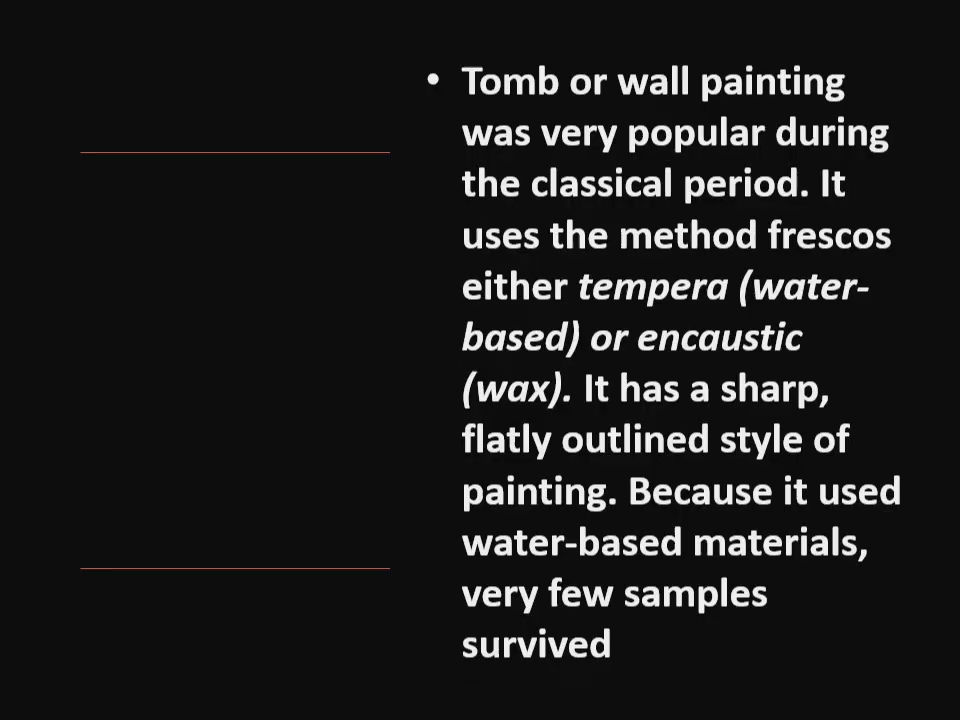 • Tomb or wall painting
was very popular during
the classical period. It
uses the method frescos
either tempera (water-
based) or encaustic
(wax). It has a sharp,
flatly outlined style of
painting. Because it used
water-based materials,
very few samples
survived